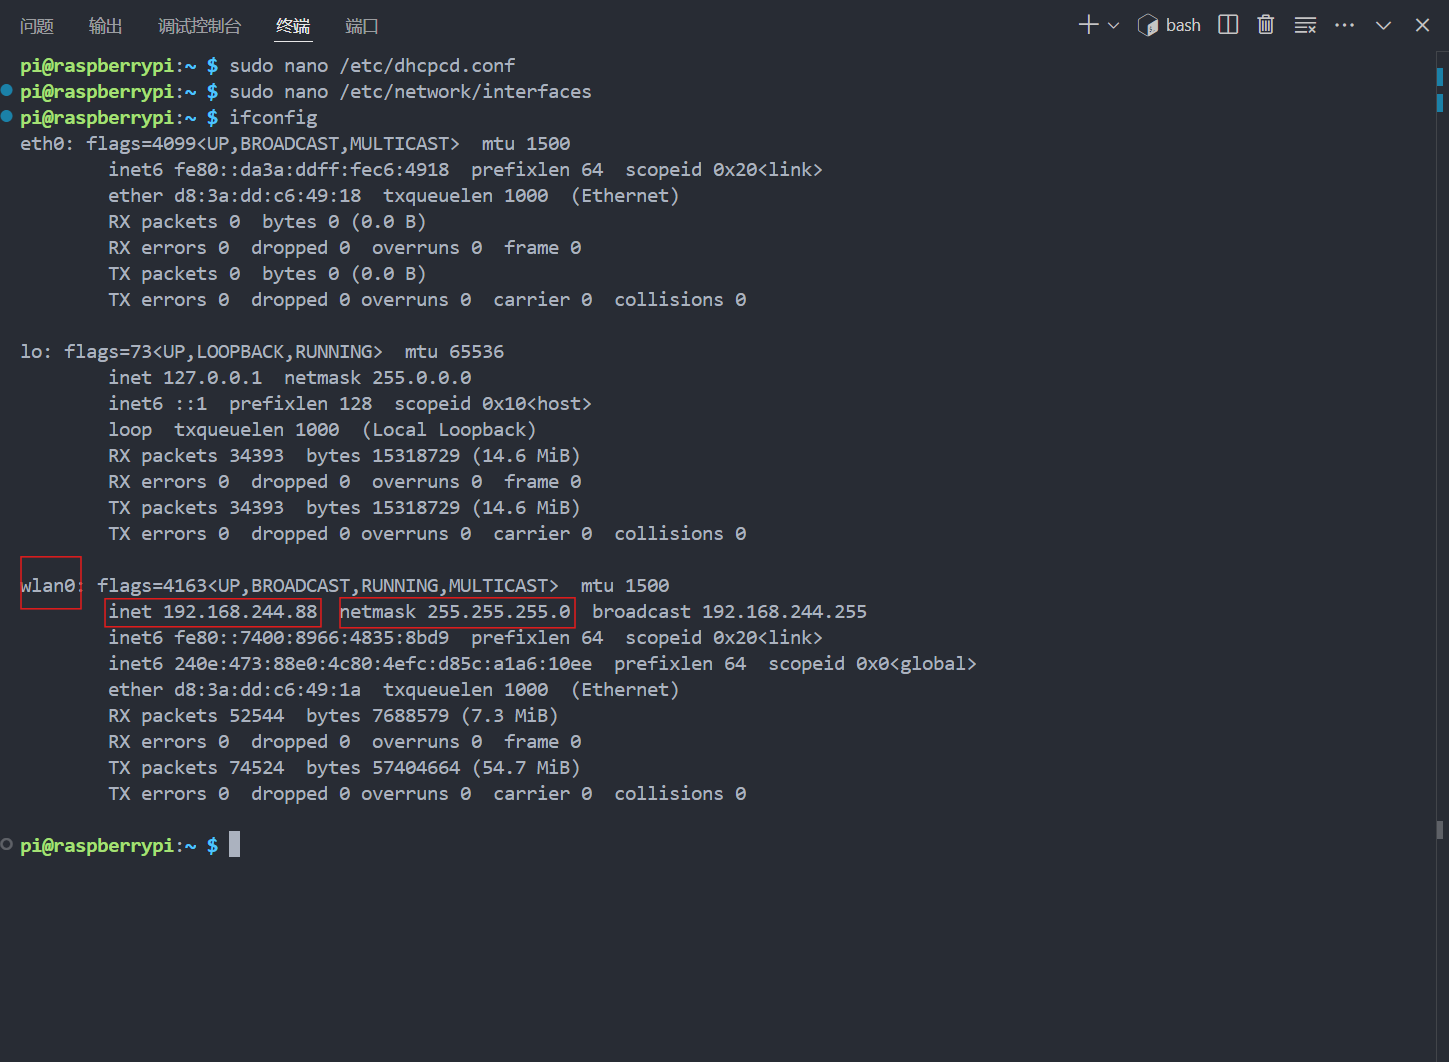 问题 输出 调试控制台 终端 端口 bash
pi@raspberrypi:~ $ sudo nano /etc/dhcpcd.conf
pi@raspberrypi:~ $ sudo nano /etc/network/interfaces
pi@raspberrypi:~ $ ifconfig
eth0: flags=4099<UP,BROADCAST,MULTICAST>  mtu 1500
        inet6 fe80::da3a:ddff:fec6:4918  prefixlen 64  scopeid 0x20<link>
        ether d8:3a:dd:c6:49:18  txqueuelen 1000  (Ethernet)
        RX packets 0  bytes 0 (0.0 B)
        RX errors 0  dropped 0  overruns 0  frame 0
        TX packets 0  bytes 0 (0.0 B)
        TX errors 0  dropped 0 overruns 0  carrier 0  collisions 0
lo: flags=73<UP,LOOPBACK,RUNNING>  mtu 65536
        inet 127.0.0.1  netmask 255.0.0.0
        inet6 ::1  prefixlen 128  scopeid 0x10<host>
        loop  txqueuelen 1000  (Local Loopback)
        RX packets 34393  bytes 15318729 (14.6 MiB)
        RX errors 0  dropped 0  overruns 0  frame 0
        TX packets 34393  bytes 15318729 (14.6 MiB)
        TX errors 0  dropped 0 overruns 0  carrier 0  collisions 0
wlan0: flags=4163<UP,BROADCAST,RUNNING,MULTICAST>  mtu 1500
        inet 192.168.244.88  netmask 255.255.255.0  broadcast 192.168.244.255
        inet6 fe80::7400:8966:4835:8bd9  prefixlen 64  scopeid 0x20<link>
        inet6 240e:473:88e0:4c80:4efc:d85c:a1a6:10ee  prefixlen 64  scopeid 0x0<global>
        ether d8:3a:dd:c6:49:1a  txqueuelen 1000  (Ethernet)
        RX packets 52544  bytes 7688579 (7.3 MiB)
        RX errors 0  dropped 0  overruns 0  frame 0
        TX packets 74524  bytes 57404664 (54.7 MiB)
        TX errors 0  dropped 0 overruns 0  carrier 0  collisions 0
pi@raspberrypi:~ $